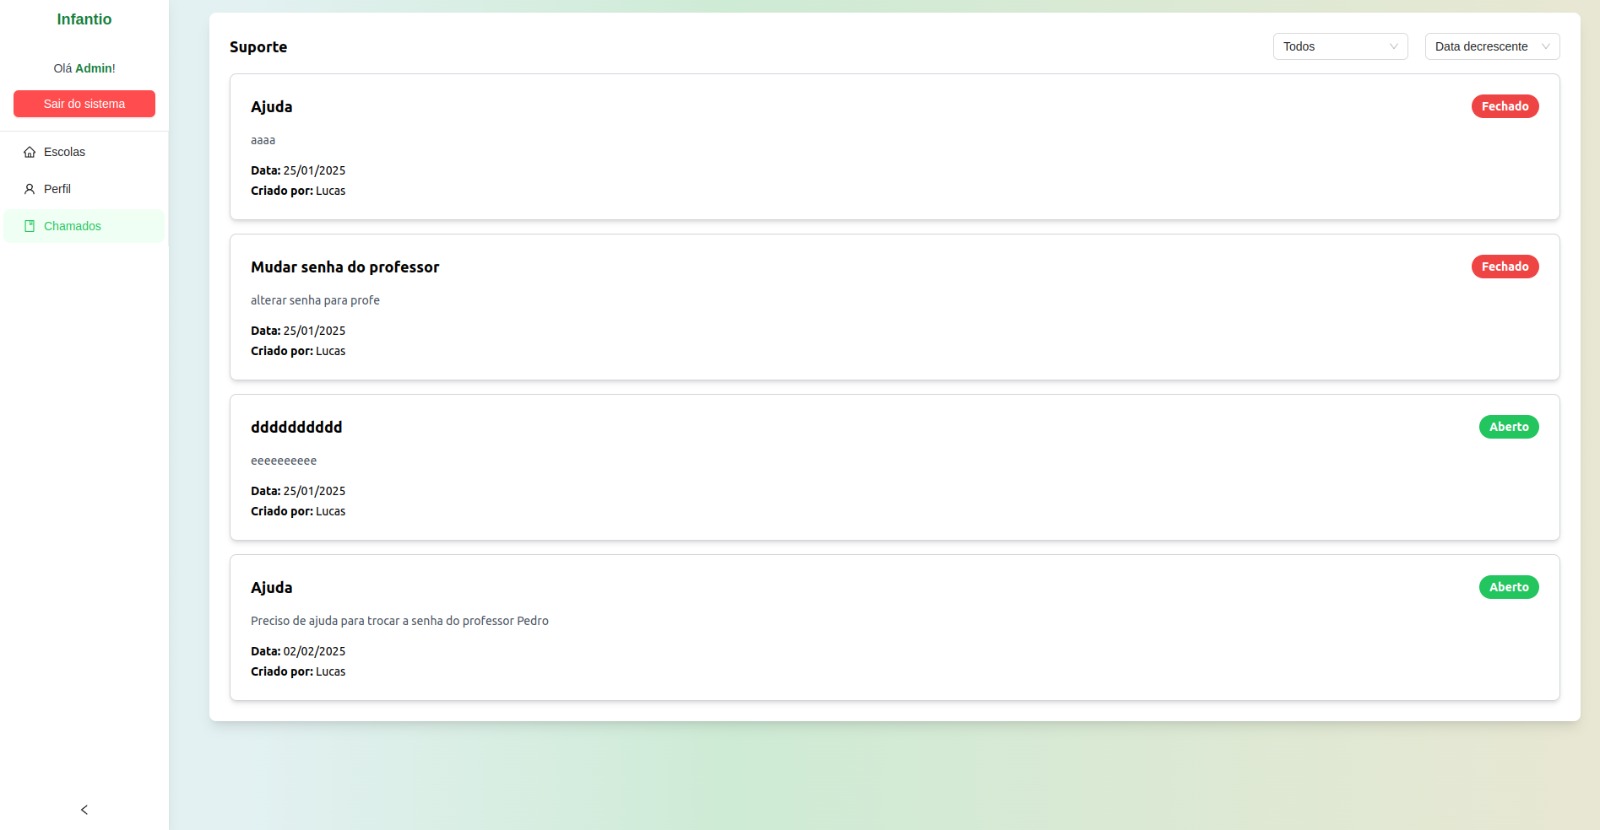 Infantio
Olá Admin!
Sair do sistema
Escolas
Perfil
Chamados
Suporte
Todos
Data decrescente
Ajuda
Fechado
aaaa
Data: 25/01/2025
Criado por: Lucas
Mudar senha do professor
Fechado
alterar senha para profe
Data: 25/01/2025
Criado por: Lucas
dddddddddd
Aberto
eeeeeeeeee
Data: 25/01/2025
Criado por: Lucas
Ajuda
Aberto
Preciso de ajuda para trocar a senha do professor Pedro
Data: 02/02/2025
Criado por: Lucas